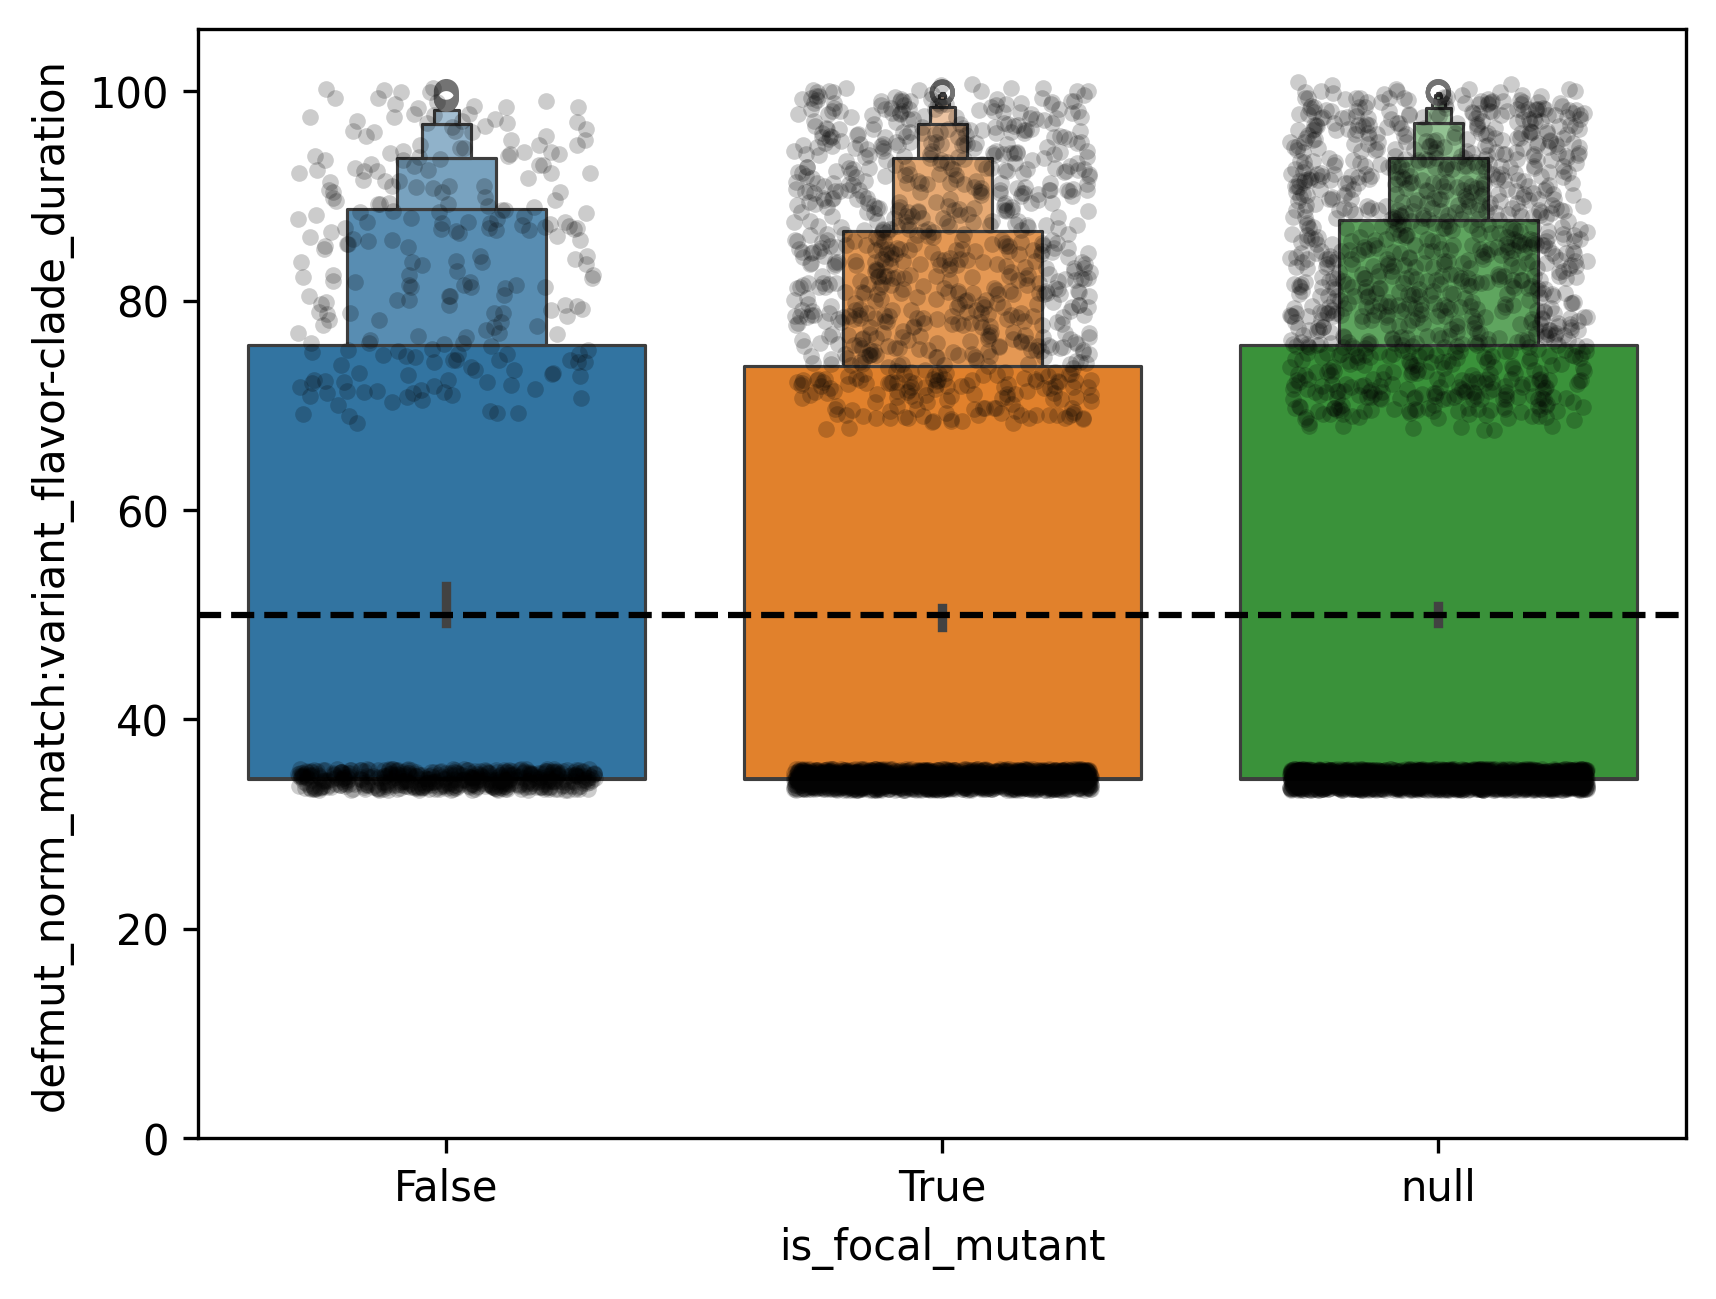 defmut_norm_match:variant_flavor-clade_duration
100
80
60
40
20
0
False True null
is_focal_mutant